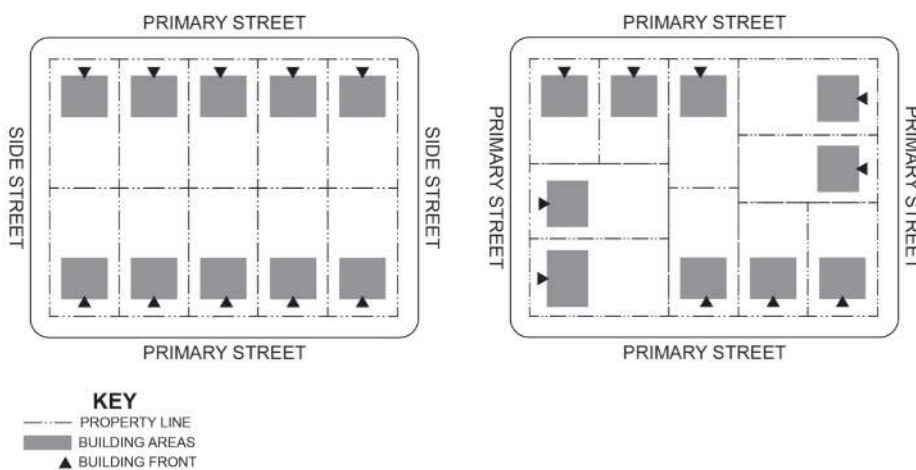 PRIMARY STREET
SIDE STREET
SIDE STREET
PRIMARY STREET
PRIMARY STREET
PRIMARY STREET
PRIMARY STREET
PRIMARY STREET
KEY
PROPERTY LINE
BUILDING AREAS
BUILDING FRONT